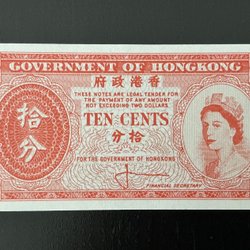 GOVERNMENT OF HONGKONG
府政港香
THESE NOTES ARE LEGAL TENDER FOR
THE PAYMENT OF ANY AMOUNT
NOT EXCEEDING TWO DOLLARS.
拾分
TEN CENTS
分拾
FOR THE GOVERNMENT OF HONGKONG
FINANCIAL SECRETARY